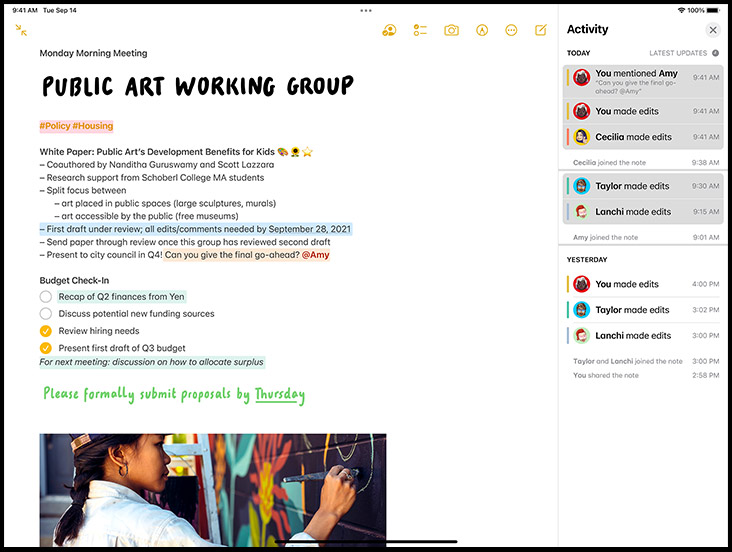 9:41 AM Tue Sep 14
100%
Monday Morning Meeting
PUBLIC ART WORKING GROUP
#Policy #Housing
White Paper: Public Art's Development Benefits for Kids 🎨 🌻 ⭐
– Coauthored by Nanditha Guruswamy and Scott Lazzara
– Research support from Schoberl College MA students
– Split focus between
– art placed in public spaces (large sculptures, murals)
– art accessible by the public (free museums)
– First draft under review; all edits/comments needed by September 28, 2021
– Send paper through review once this group has reviewed second draft
– Present to city council in Q4! Can you give the final go-ahead? @Amy
Budget Check-In
Recap of Q2 finances from Yen
Discuss potential new funding sources
Review hiring needs
Present first draft of Q3 budget
For next meeting: discussion on how to allocate surplus
Please formally submit proposals by Thursday
Activity
TODAY LATEST UPDATES
You mentioned Amy 9:41 AM
"Can you give the final go-
ahead? @Amy"
You made edits 9:41 AM
Cecilia made edits 9:41 AM
Cecilia joined the note 9:38 AM
Taylor made edits 9:30 AM
Lanchi made edits 9:15 AM
Amy joined the note 9:01 AM
YESTERDAY
You made edits 4:00 PM
Taylor made edits 3:02 PM
Lanchi made edits 3:00 PM
Taylor and Lanchi joined the note 3:00 PM
You shared the note 2:58 PM